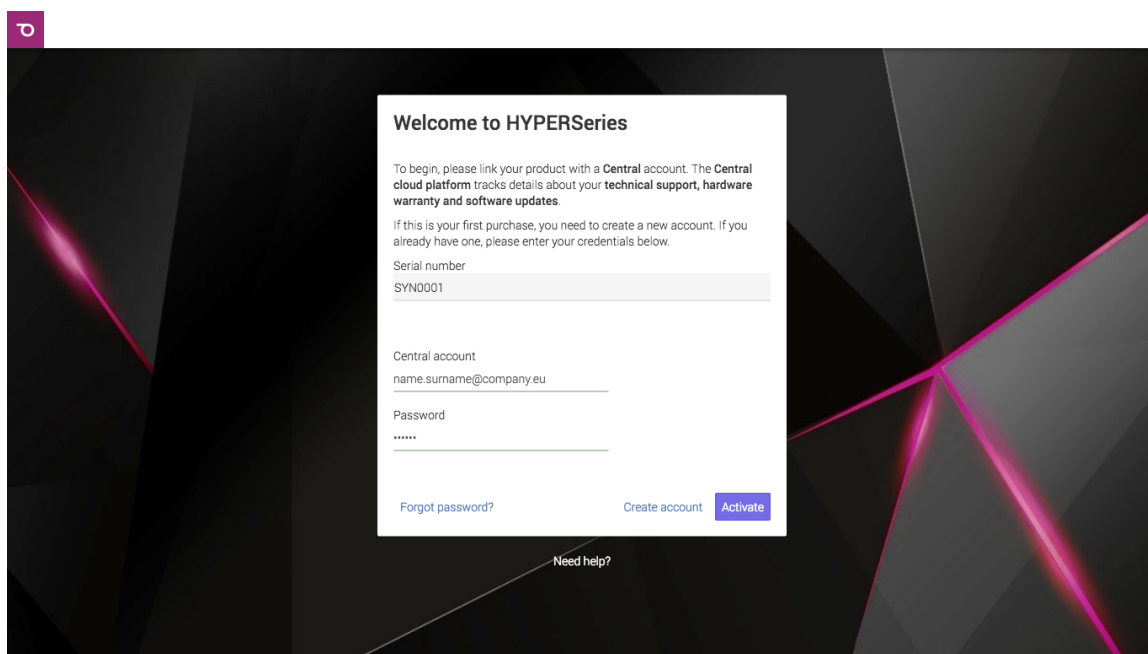 Welcome to HYPERSeries
To begin, please link your product with a Central account. The Central
cloud platform tracks details about your technical support, hardware
warranty and software updates.
If this is your first purchase, you need to create a new account. If you
already have one, please enter your credentials below.
Serial number
SYN0001
Central account
name.surname@company.eu
Password
••••••
Forgot password? Create account Activate
Need help?